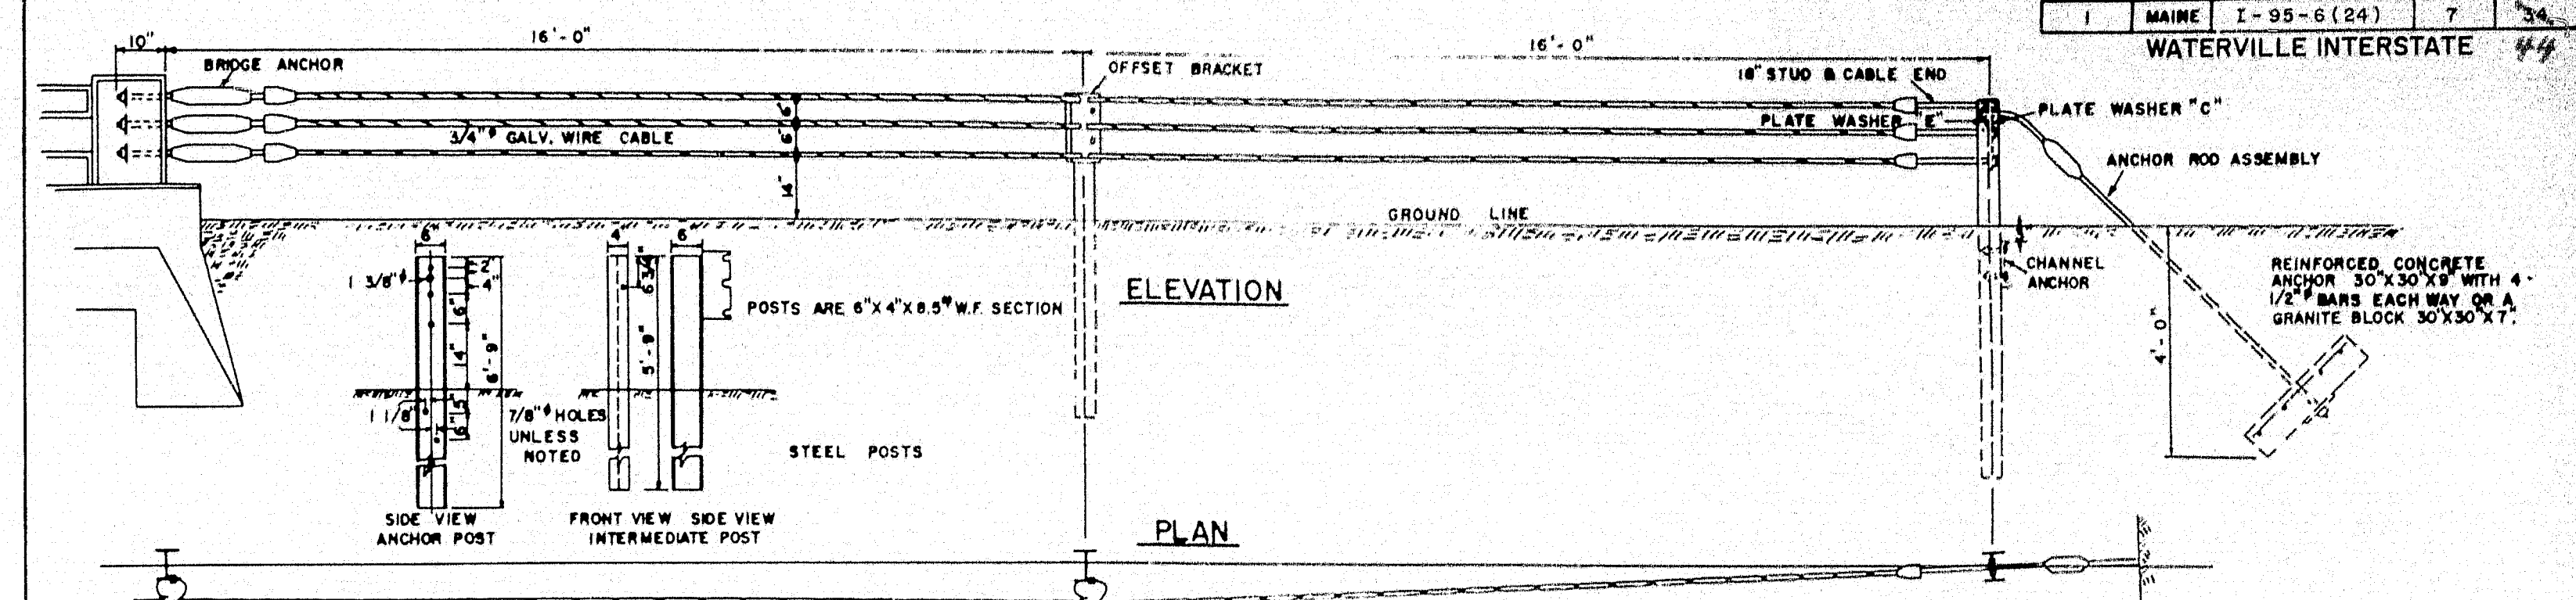 1 MAINE I-95-6(24) 7 34
WATERVILLE INTERSTATE 44
10" 16'-0" 16'-0"
BRIDGE ANCHOR
OFFSET BRACKET
18" STUD & CABLE END
PLATE WASHER "C"
PLATE WASHER "E"
3/4"ø GALV. WIRE CABLE
6"
6"
14"
ANCHOR ROD ASSEMBLY
GROUND LINE
CHANNEL
ANCHOR
REINFORCED CONCRETE
ANCHOR 30"X30"X9" WITH 4-
1/2"ø BARS EACH WAY OR A
GRANITE BLOCK 30"X30"X7".
4'-0"
ELEVATION
6"
1 3/8"ø
2"
4"
6"
14"
6'-9"
5"
6"
1 1/8"
7/8"ø HOLES
UNLESS
NOTED
4" 6
6 3/4"
5'-9"
POSTS ARE 6"X4"X8.5# W.F. SECTION
STEEL POSTS
SIDE VIEW
ANCHOR POST
FRONT VIEW SIDE VIEW
INTERMEDIATE POST
PLAN